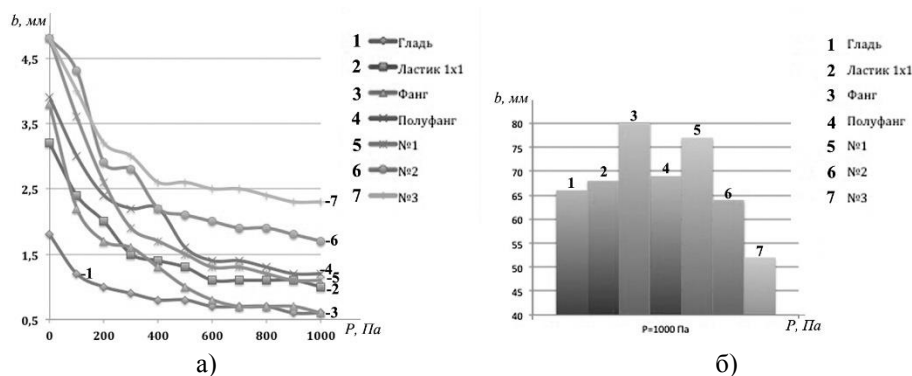 b, мм
4,5
3,5
2,5
1,5
0,5
0
200
400
600
800
1000
P, Па
1 Гладь
2 Ластик 1x1
3 Фанг
4 Полуфанг
5 №1
6 №2
7 №3
-1
-7
-6
-4
-5
-2
-3
а)
b, мм
80
75
70
65
60
55
50
45
40
1
2
3
4
5
6
7
P=1000 Па
P, Па
1 Гладь
2 Ластик 1x1
3 Фанг
4 Полуфанг
5 №1
6 №2
7 №3
б)